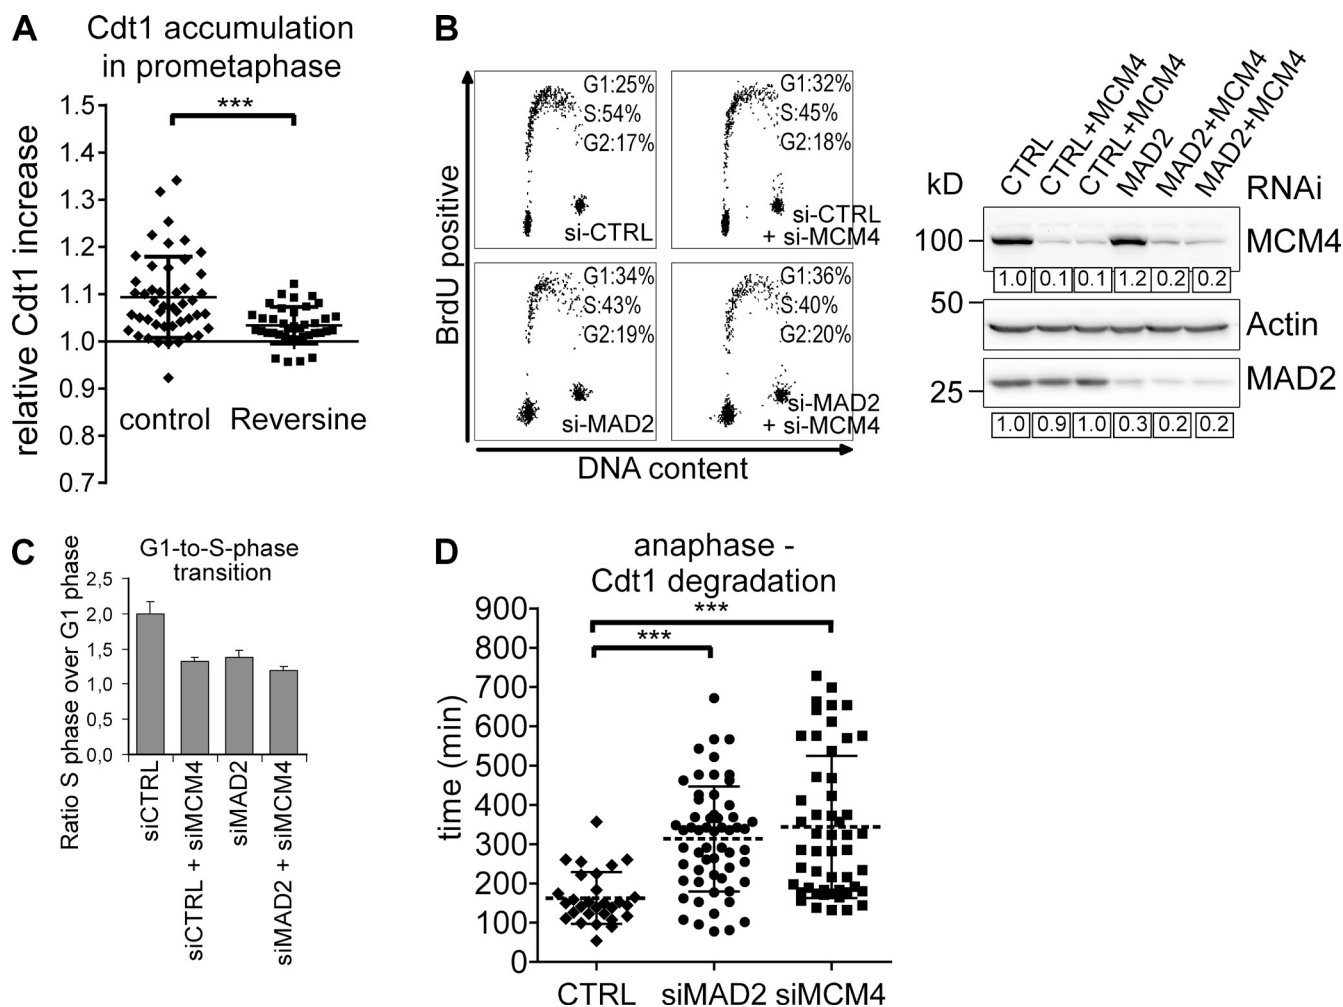 A
Cdt1 accumulation
in prometaphase
***
relative Cdt1 increase
1.5
1.4
1.3
1.2
1.1
1.0
0.9
0.8
0.7
control
Reversine
B
BrdU positive
G1:25%
S:54%
G2:17%
si-CTRL
G1:32%
S:45%
G2:18%
si-CTRL
+ si-MCM4
G1:34%
S:43%
G2:19%
si-MAD2
G1:36%
S:40%
G2:20%
si-MAD2
+ si-MCM4
DNA content
kD
CTRL
CTRL+MCM4
CTRL+MCM4
MAD2
MAD2+MCM4
MAD2+MCM4
RNAi
100
MCM4
1.0 0.1 0.1 1.2 0.2 0.2
50
Actin
25
MAD2
1.0 0.9 1.0 0.3 0.2 0.2
C
G1-to-S-phase
transition
Ratio S phase over G1 phase
2,5
2,0
1,5
1,0
0,5
0,0
siCTRL
siCTRL + siMCM4
siMAD2
siMAD2 + siMCM4
D
anaphase -
Cdt1 degradation
***
***
time (min)
900
800
700
600
500
400
300
200
100
0
CTRL
siMAD2
siMCM4